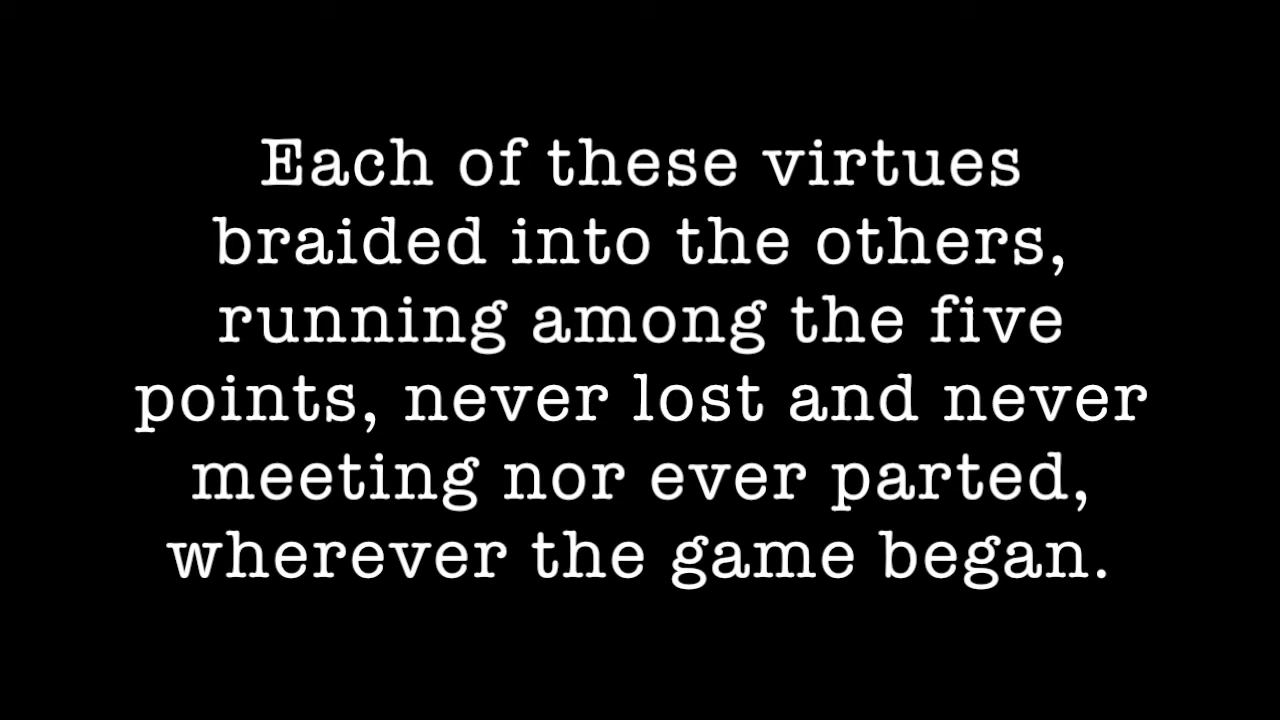 Each of these virtues
braided into the others,
running among the five
points, never lost and never
meeting nor ever parted,
wherever the game began.